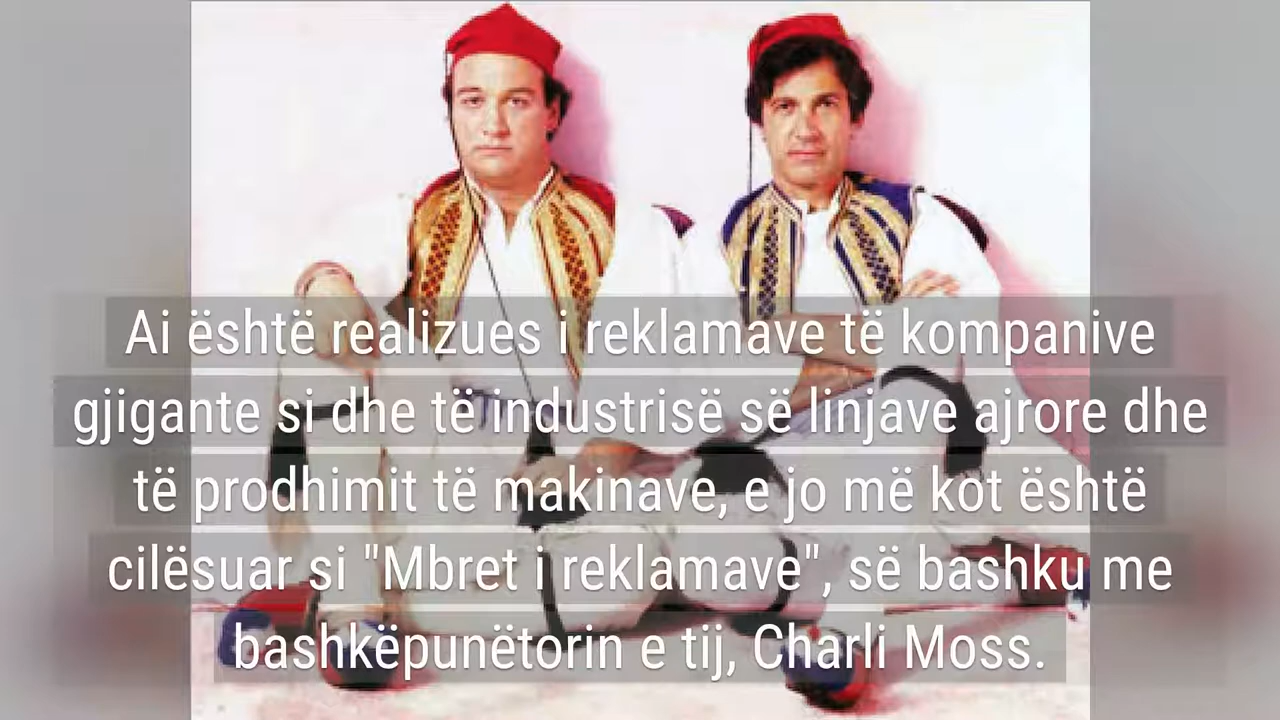 Ai është realizues i reklamave të kompanive
gjigante si dhe të industrisë së linjave ajrore dhe
të prodhimit të makinave, e jo më kot është
cilësuar si "Mbret i reklamave", së bashku me
bashkëpunëtorin e tij, Charli Moss.